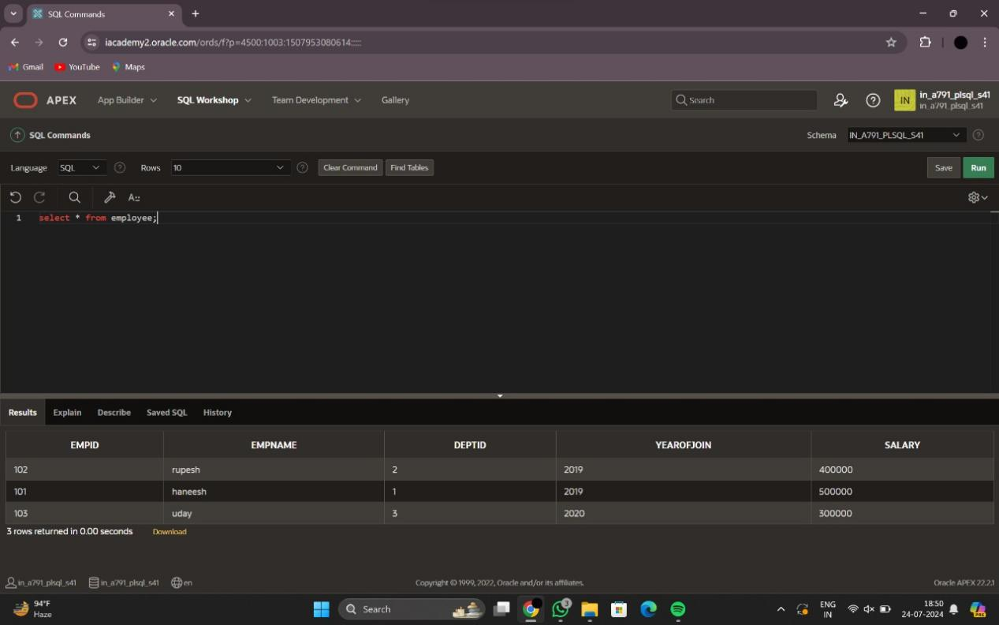 SQL Commands
iacademy2.oracle.com/ords/f?p=4500:1003:1507953080614:::::
Gmail YouTube Maps
APEX App Builder SQL Workshop Team Development Gallery Search IN in_a791_plsql_s41
in_a791_plsql_s41
SQL Commands Schema IN_A791_PLSQL_S41
Language SQL Rows 10 Clear Command Find Tables Save Run
A::
1 select * from employee;
Results Explain Describe Saved SQL History
EMPID EMPNAME DEPTID YEAROFJOIN SALARY
102 rupesh 2 2019 400000
101 haneesh 1 2019 500000
103 uday 3 2020 300000
3 rows returned in 0.00 seconds Download
in_a791_plsql_s41 in_a791_plsql_s41 en Copyright © 1999, 2022, Oracle and/or its affiliates. Oracle APEX 22.2.1
94°F
Haze
Search
3
ENG
IN
18:50
24-07-2024
PRE